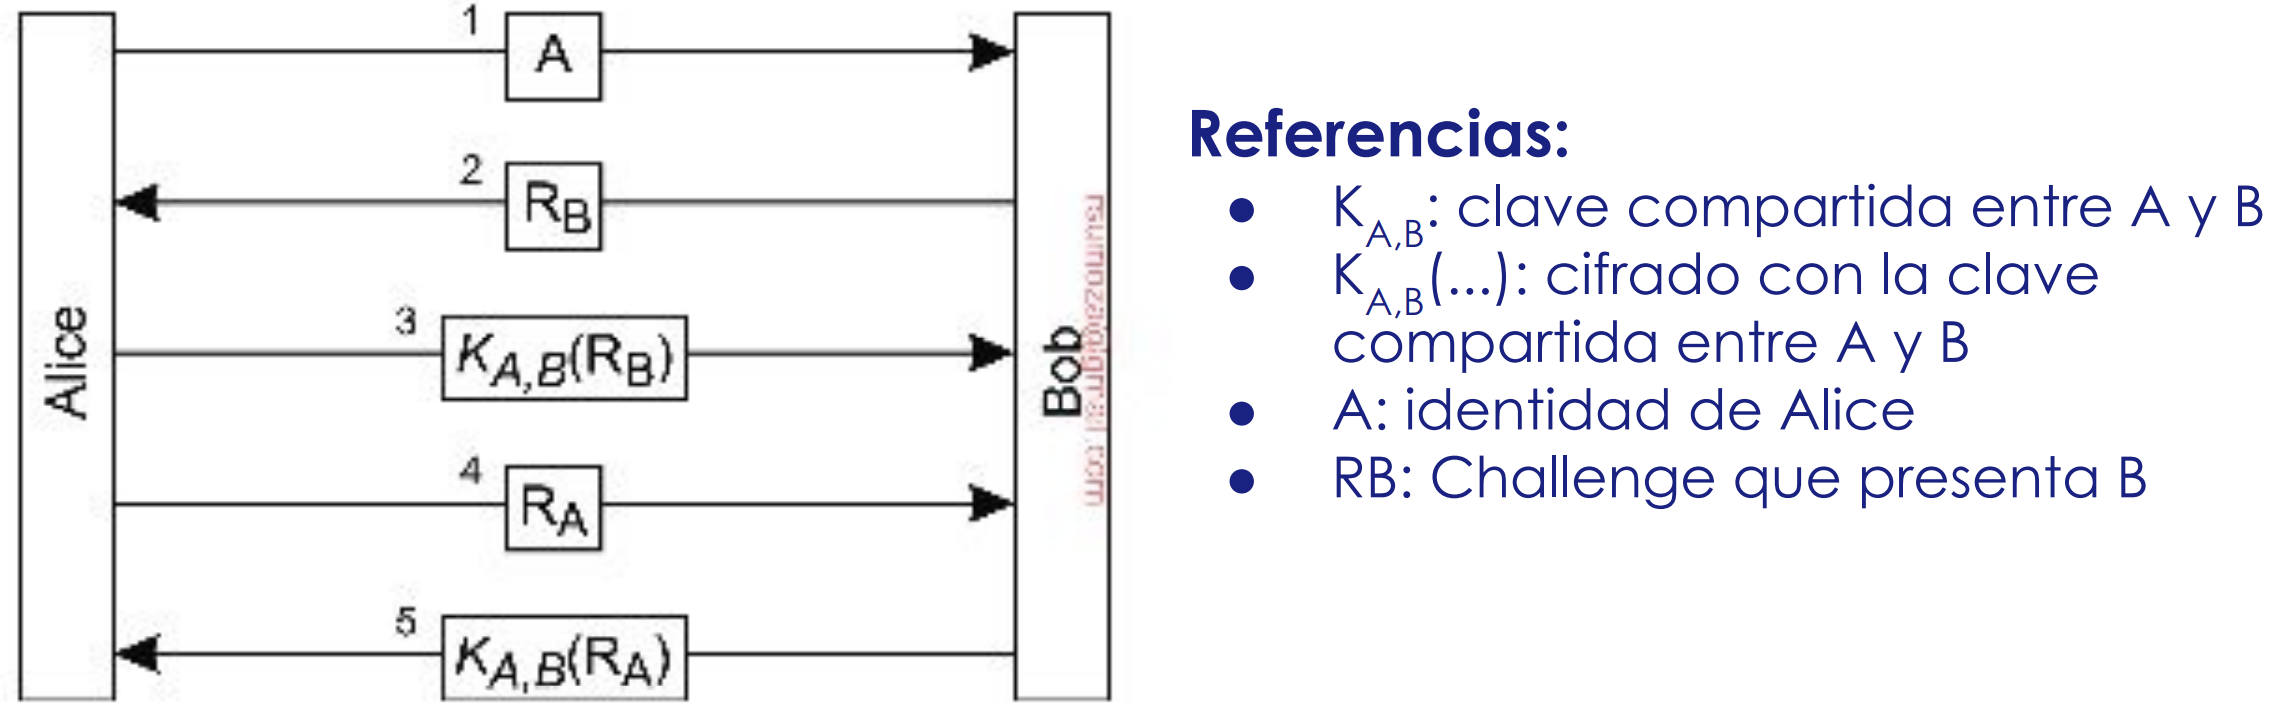 1
A
2
R_B
3
K_{A,B}(R_B)
4
R_A
5
K_{A,B}(R_A)
Alice
Bob
Referencias:
● K_{A,B}: clave compartida entre A y B
● K_{A,B}(...): cifrado con la clave
compartida entre A y B
● A: identidad de Alice
● RB: Challenge que presenta B